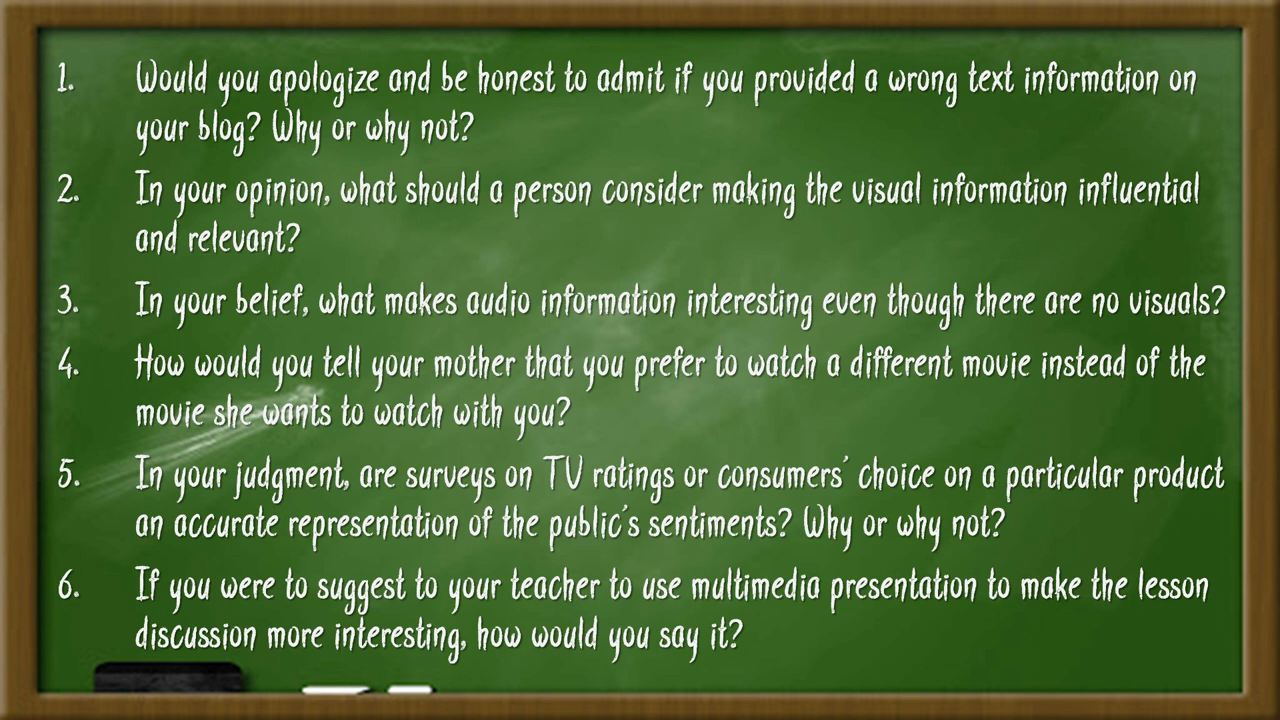 1. Would you apologize and be honest to admit if you provided a wrong text information on
your blog? Why or why not?
2. In your opinion, what should a person consider making the visual information influential
and relevant?
3. In your belief, what makes audio information interesting even though there are no visuals?
4. How would you tell your mother that you prefer to watch a different movie instead of the
movie she wants to watch with you?
5. In your judgment, are surveys on TV ratings or consumers' choice on a particular product
an accurate representation of the public's sentiments? Why or why not?
6. If you were to suggest to your teacher to use multimedia presentation to make the lesson
discussion more interesting, how would you say it?